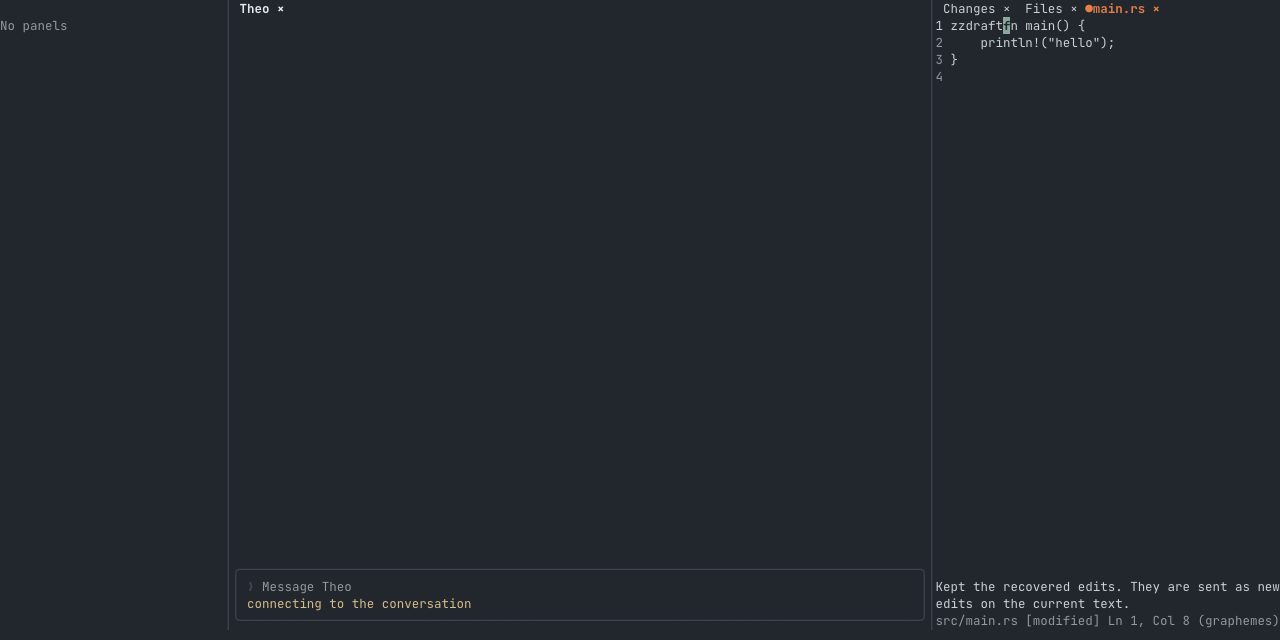 No panels
Theo ×
❭ Message Theo
connecting to the conversation
Changes × Files × ●main.rs ×
1 zzdraftfn main() {
2     println!("hello");
3 }
4
Kept the recovered edits. They are sent as new
edits on the current text.
src/main.rs [modified] Ln 1, Col 8 (graphemes)